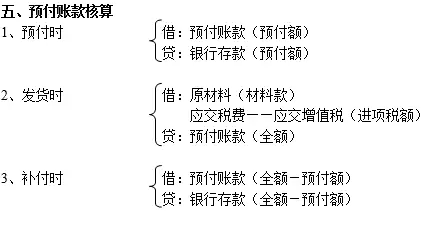 五、预付账款核算
1、预付时
借：预付账款（预付额）
贷：银行存款（预付额）
2、发货时
借：原材料（材料款）
应交税费——应交增值税（进项税额）
贷：预付账款（全额）
3、补付时
借：预付账款（全额－预付额）
贷：银行存款（全额－预付额）